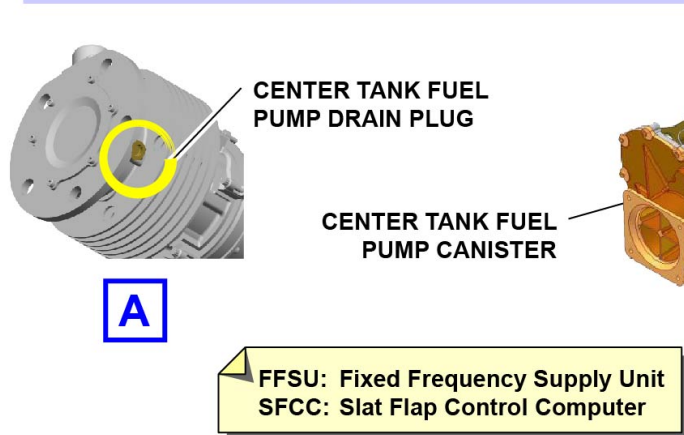 CENTER TANK FUEL
PUMP DRAIN PLUG
CENTER TANK FUEL
PUMP CANISTER
A
FFSU: Fixed Frequency Supply Unit
SFCC: Slat Flap Control Computer